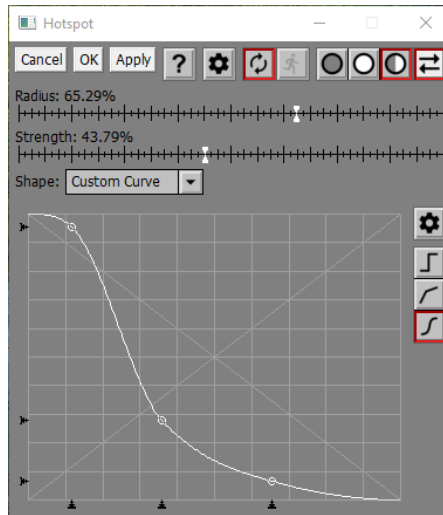 Hotspot
Cancel OK Apply ?
Radius: 65.29%
Strength: 43.79%
Shape: Custom Curve